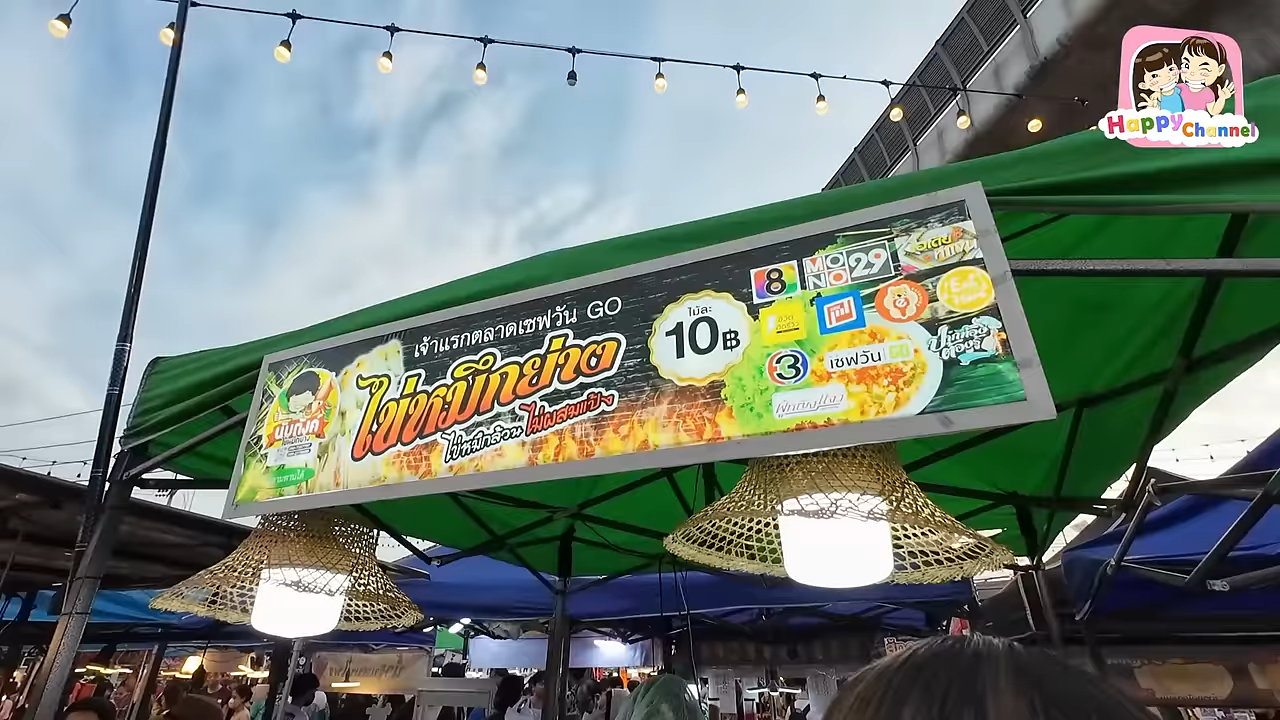 Happy Channel
เจ้าแรกตลาดเซฟวัน GO
ไข่หมึกย่าง
ไข่หมึกล้วน ไม่ผสมแป้ง
ไม้ละ
10฿
8
MONO 29
3
เซฟวัน GO